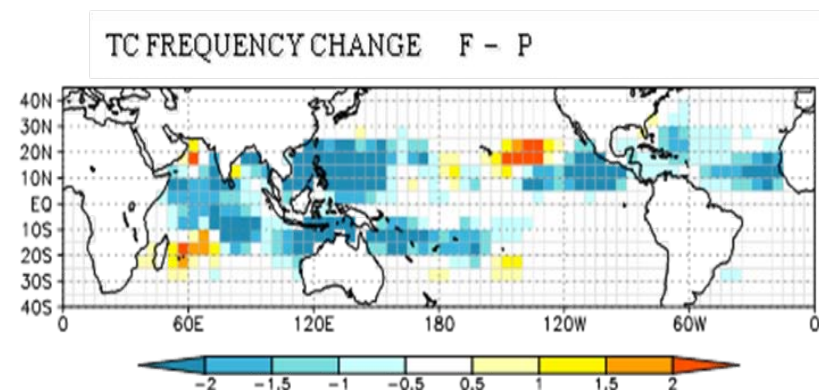 TC FREQUENCY CHANGE F - P
40N
30N
20N
10N
EQ
10S
20S
30S
40S
0 60E 120E 180 120W 60W 0
-2 -1.5 -1 -0.5 0.5 1 1.5 2